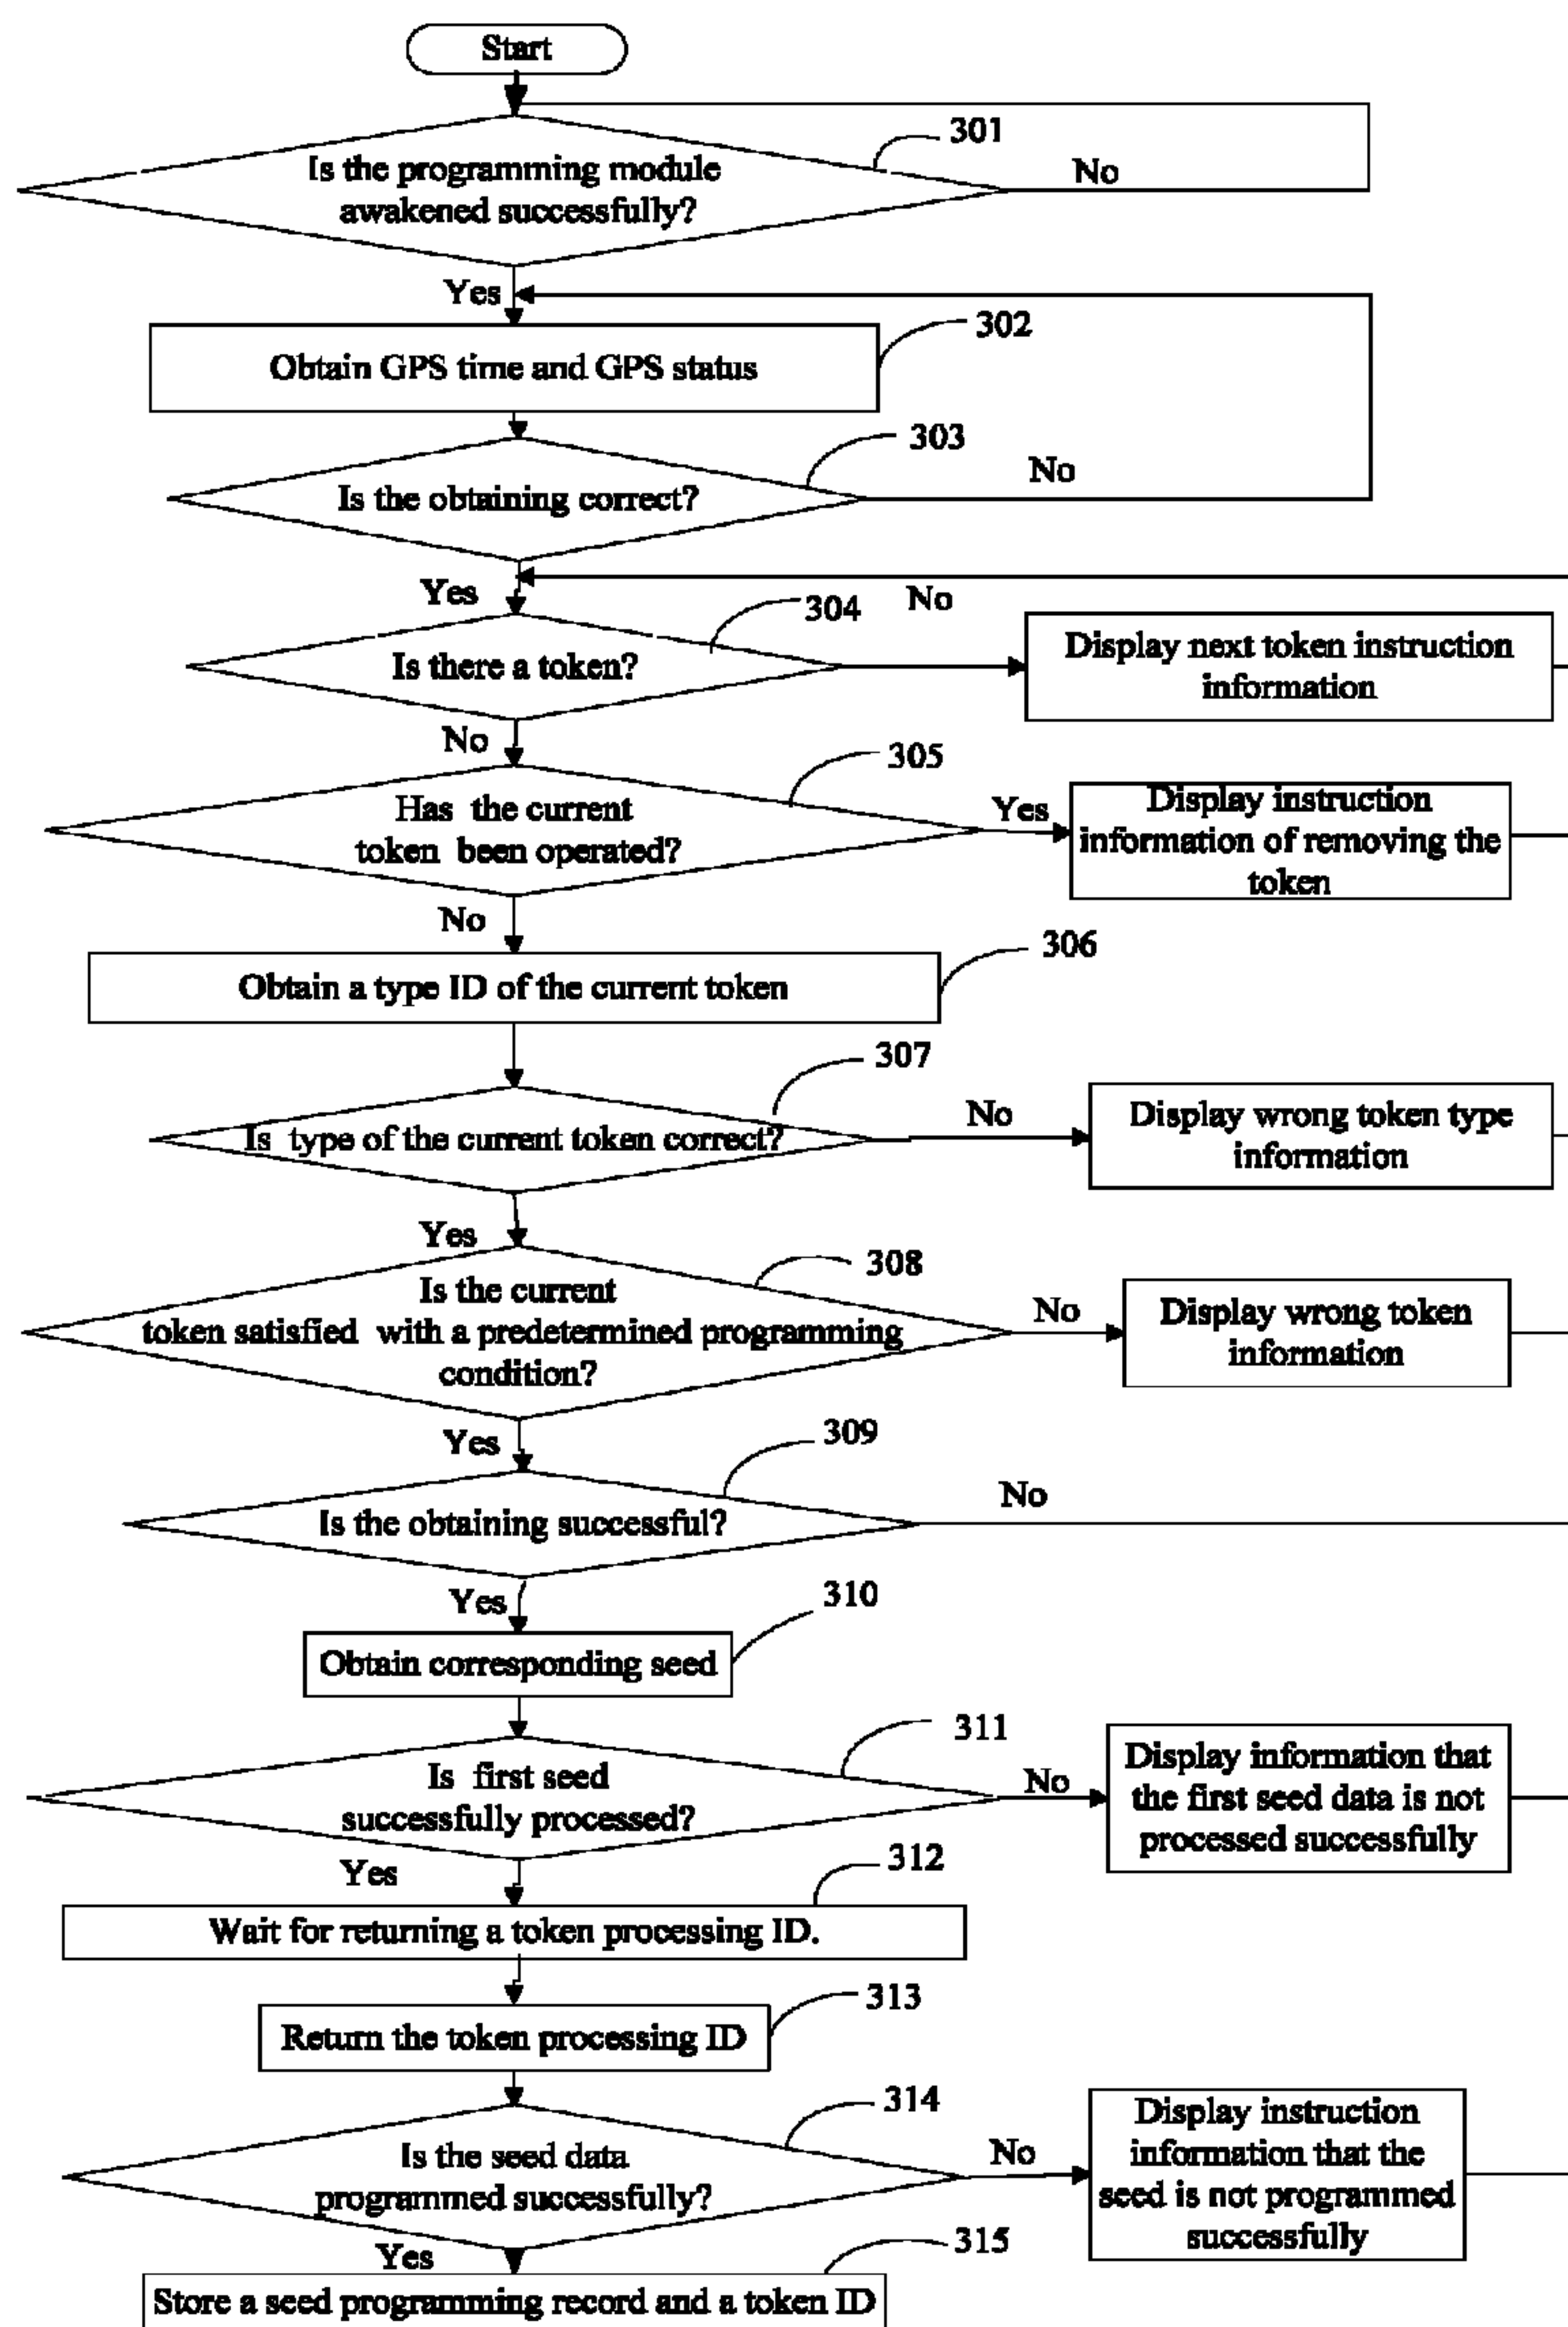 Start
301
Is the programming module
awakened successfully?
No
Yes
302
Obtain GPS time and GPS status
303
Is the obtaining correct?
No
Yes
304
No
Is there a token?
Display next token instruction
information
No
305
Has the current
token been operated?
Yes
Display instruction
information of removing the
token
No
306
Obtain a type ID of the current token
307
Is type of the current token correct?
No
Display wrong token type
information
Yes
308
Is the current
token satisfied with a predetermined programming
condition?
No
Display wrong token
information
Yes
309
Is the obtaining successful?
No
Yes
310
Obtain corresponding seed
311
Is first seed
successfully processed?
No
Display information that
the first seed data is not
processed successfully
Yes
312
Wait for returning a token processing ID.
313
Return the token processing ID
314
Is the seed data
programmed successfully?
No
Display instruction
information that the
seed is not programmed
successfully
Yes
315
Store a seed programming record and a token ID